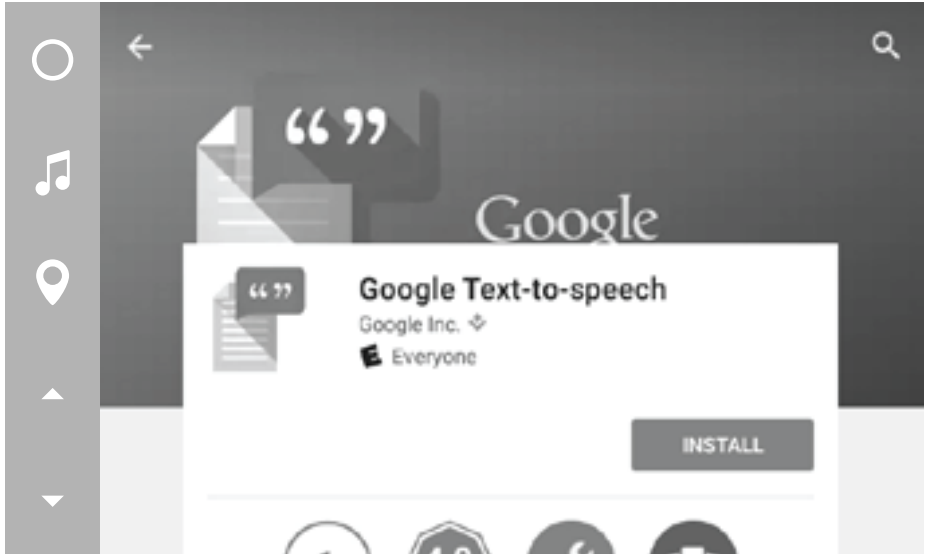 “ ”
Google
“ ”
Google Text-to-speech
Google Inc.
E Everyone
INSTALL